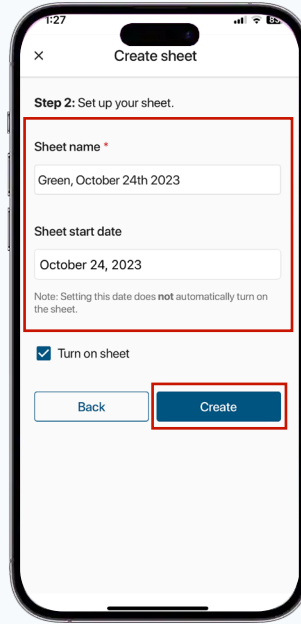 1:27
× Create sheet
Step 2: Set up your sheet.
Sheet name *
Green, October 24th 2023
Sheet start date
October 24, 2023
Note: Setting this date does not automatically turn on
the sheet.
Turn on sheet
Back Create